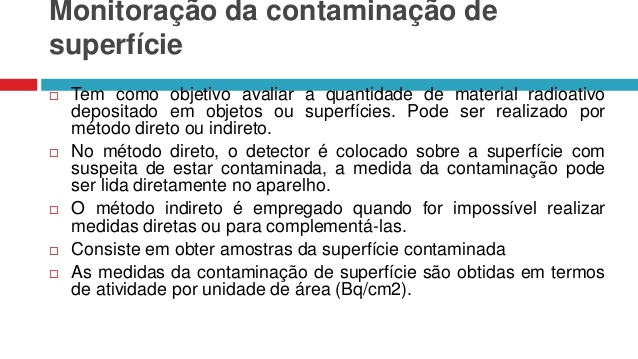 Monitoração da contaminação de
superfície
Tem como objetivo avaliar a quantidade de material radioativo
depositado em objetos ou superfícies. Pode ser realizado por
método direto ou indireto.
No método direto, o detector é colocado sobre a superfície com
suspeita de estar contaminada, a medida da contaminação pode
ser lida diretamente no aparelho.
O método indireto é empregado quando for impossível realizar
medidas diretas ou para complementá-las.
Consiste em obter amostras da superfície contaminada
As medidas da contaminação de superfície são obtidas em termos
de atividade por unidade de área (Bq/cm2).